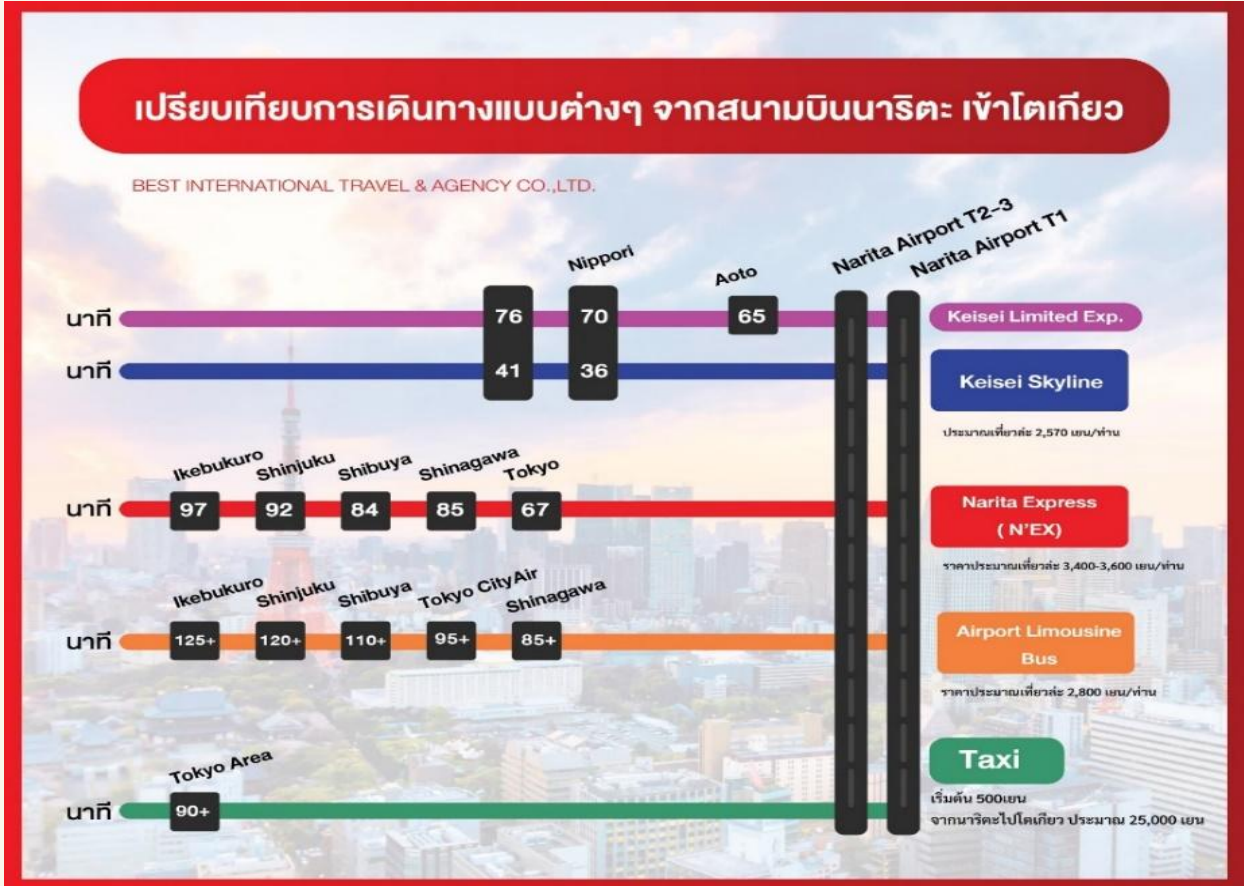 เปรียบเทียบการเดินทางแบบต่างๆ จากสนามบินนาริตะ เข้าโตเกียว
BEST INTERNATIONAL TRAVEL & AGENCY CO.,LTD.
Nippori
Aoto
Narita Airport T2-3
Narita Airport T1
นาที
76
70
65
Keisei Limited Exp.
นาที
41
36
Keisei Skyline
ประมาณเที่ยวล่ะ 2,570 เยน/ท่าน
Ikebukuro
Shinjuku
Shibuya
Shinagawa
Tokyo
นาที
97
92
84
85
67
Narita Express
( N'EX)
ราคาประมาณเที่ยวล่ะ 3,400-3,600 เยน/ท่าน
Ikebukuro
Shinjuku
Shibuya
Tokyo CityAir
Shinagawa
นาที
125+
120+
110+
95+
85+
Airport Limousine
Bus
ราคาประมาณเที่ยวล่ะ 2,800 เยน/ท่าน
Tokyo Area
นาที
90+
Taxi
เริ่มต้น 500เยน
จากนาริตะไปโตเกียว ประมาณ 25,000 เยน